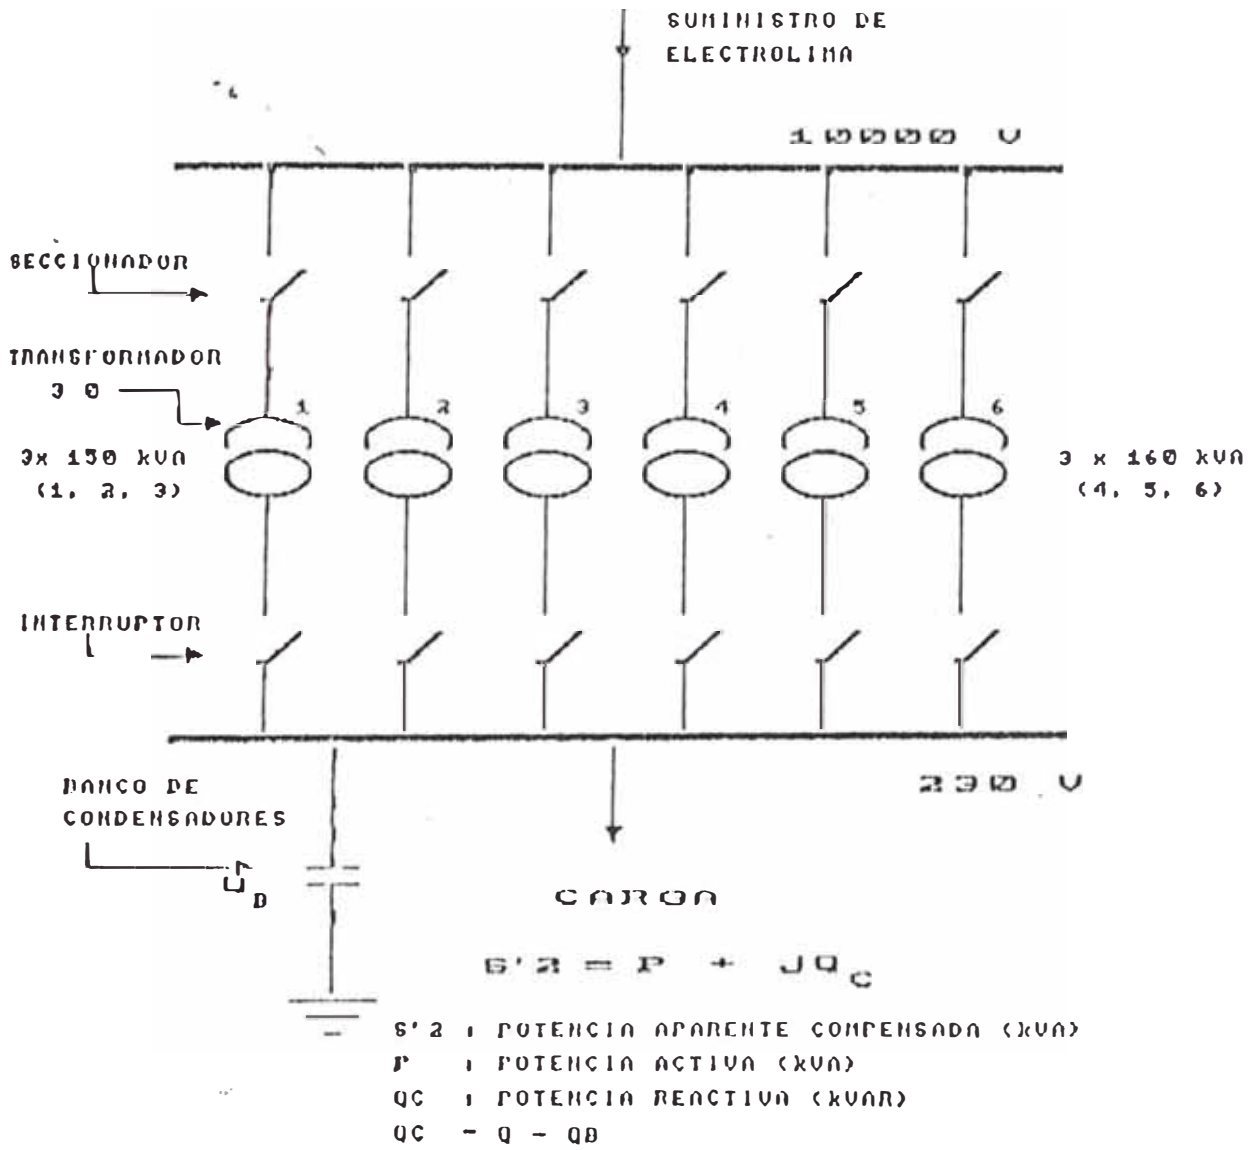 SUMINISTRO DE
ELECTROLIMA
10000 V
SECCIONADOR
TRANSFORMADOR
3 Ø
1
2
3
4
5
6
3x 150 kVA
(1, 2, 3)
3 x 160 kVA
(4, 5, 6)
INTERRUPTOR
230 V
BANCO DE
CONDENSADORES
Q B
CARGA
S'2 = P + JQ C
S'2 : POTENCIA APARENTE COMPENSADA (kVA)
P : POTENCIA ACTIVA (kVA)
QC : POTENCIA REACTIVA (kVAR)
QC - Q - QB